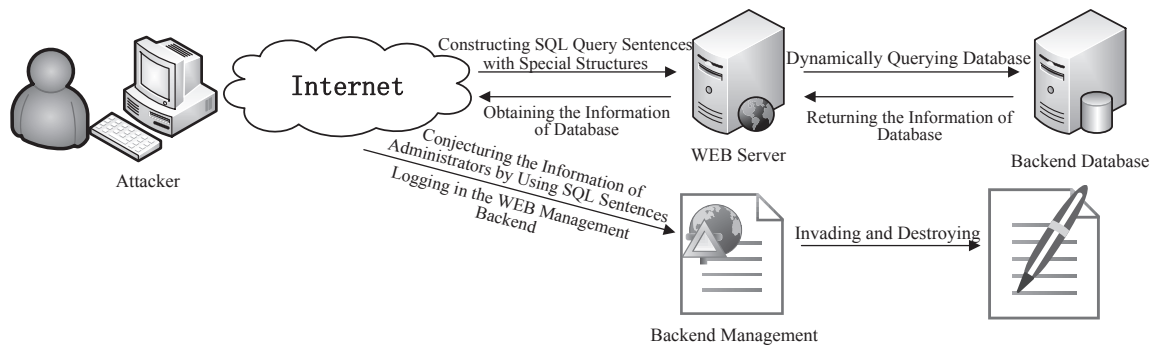 Attacker
Internet
Constructing SQL Query Sentences
with Special Structures
Obtaining the Information
of Database
WEB Server
Dynamically Querying Database
Returning the Information of
Database
Backend Database
Conjecturing the Information of
Administrators by Using SQL Sentences
Logging in the WEB Management
Backend
Backend Management
Invading and Destroying